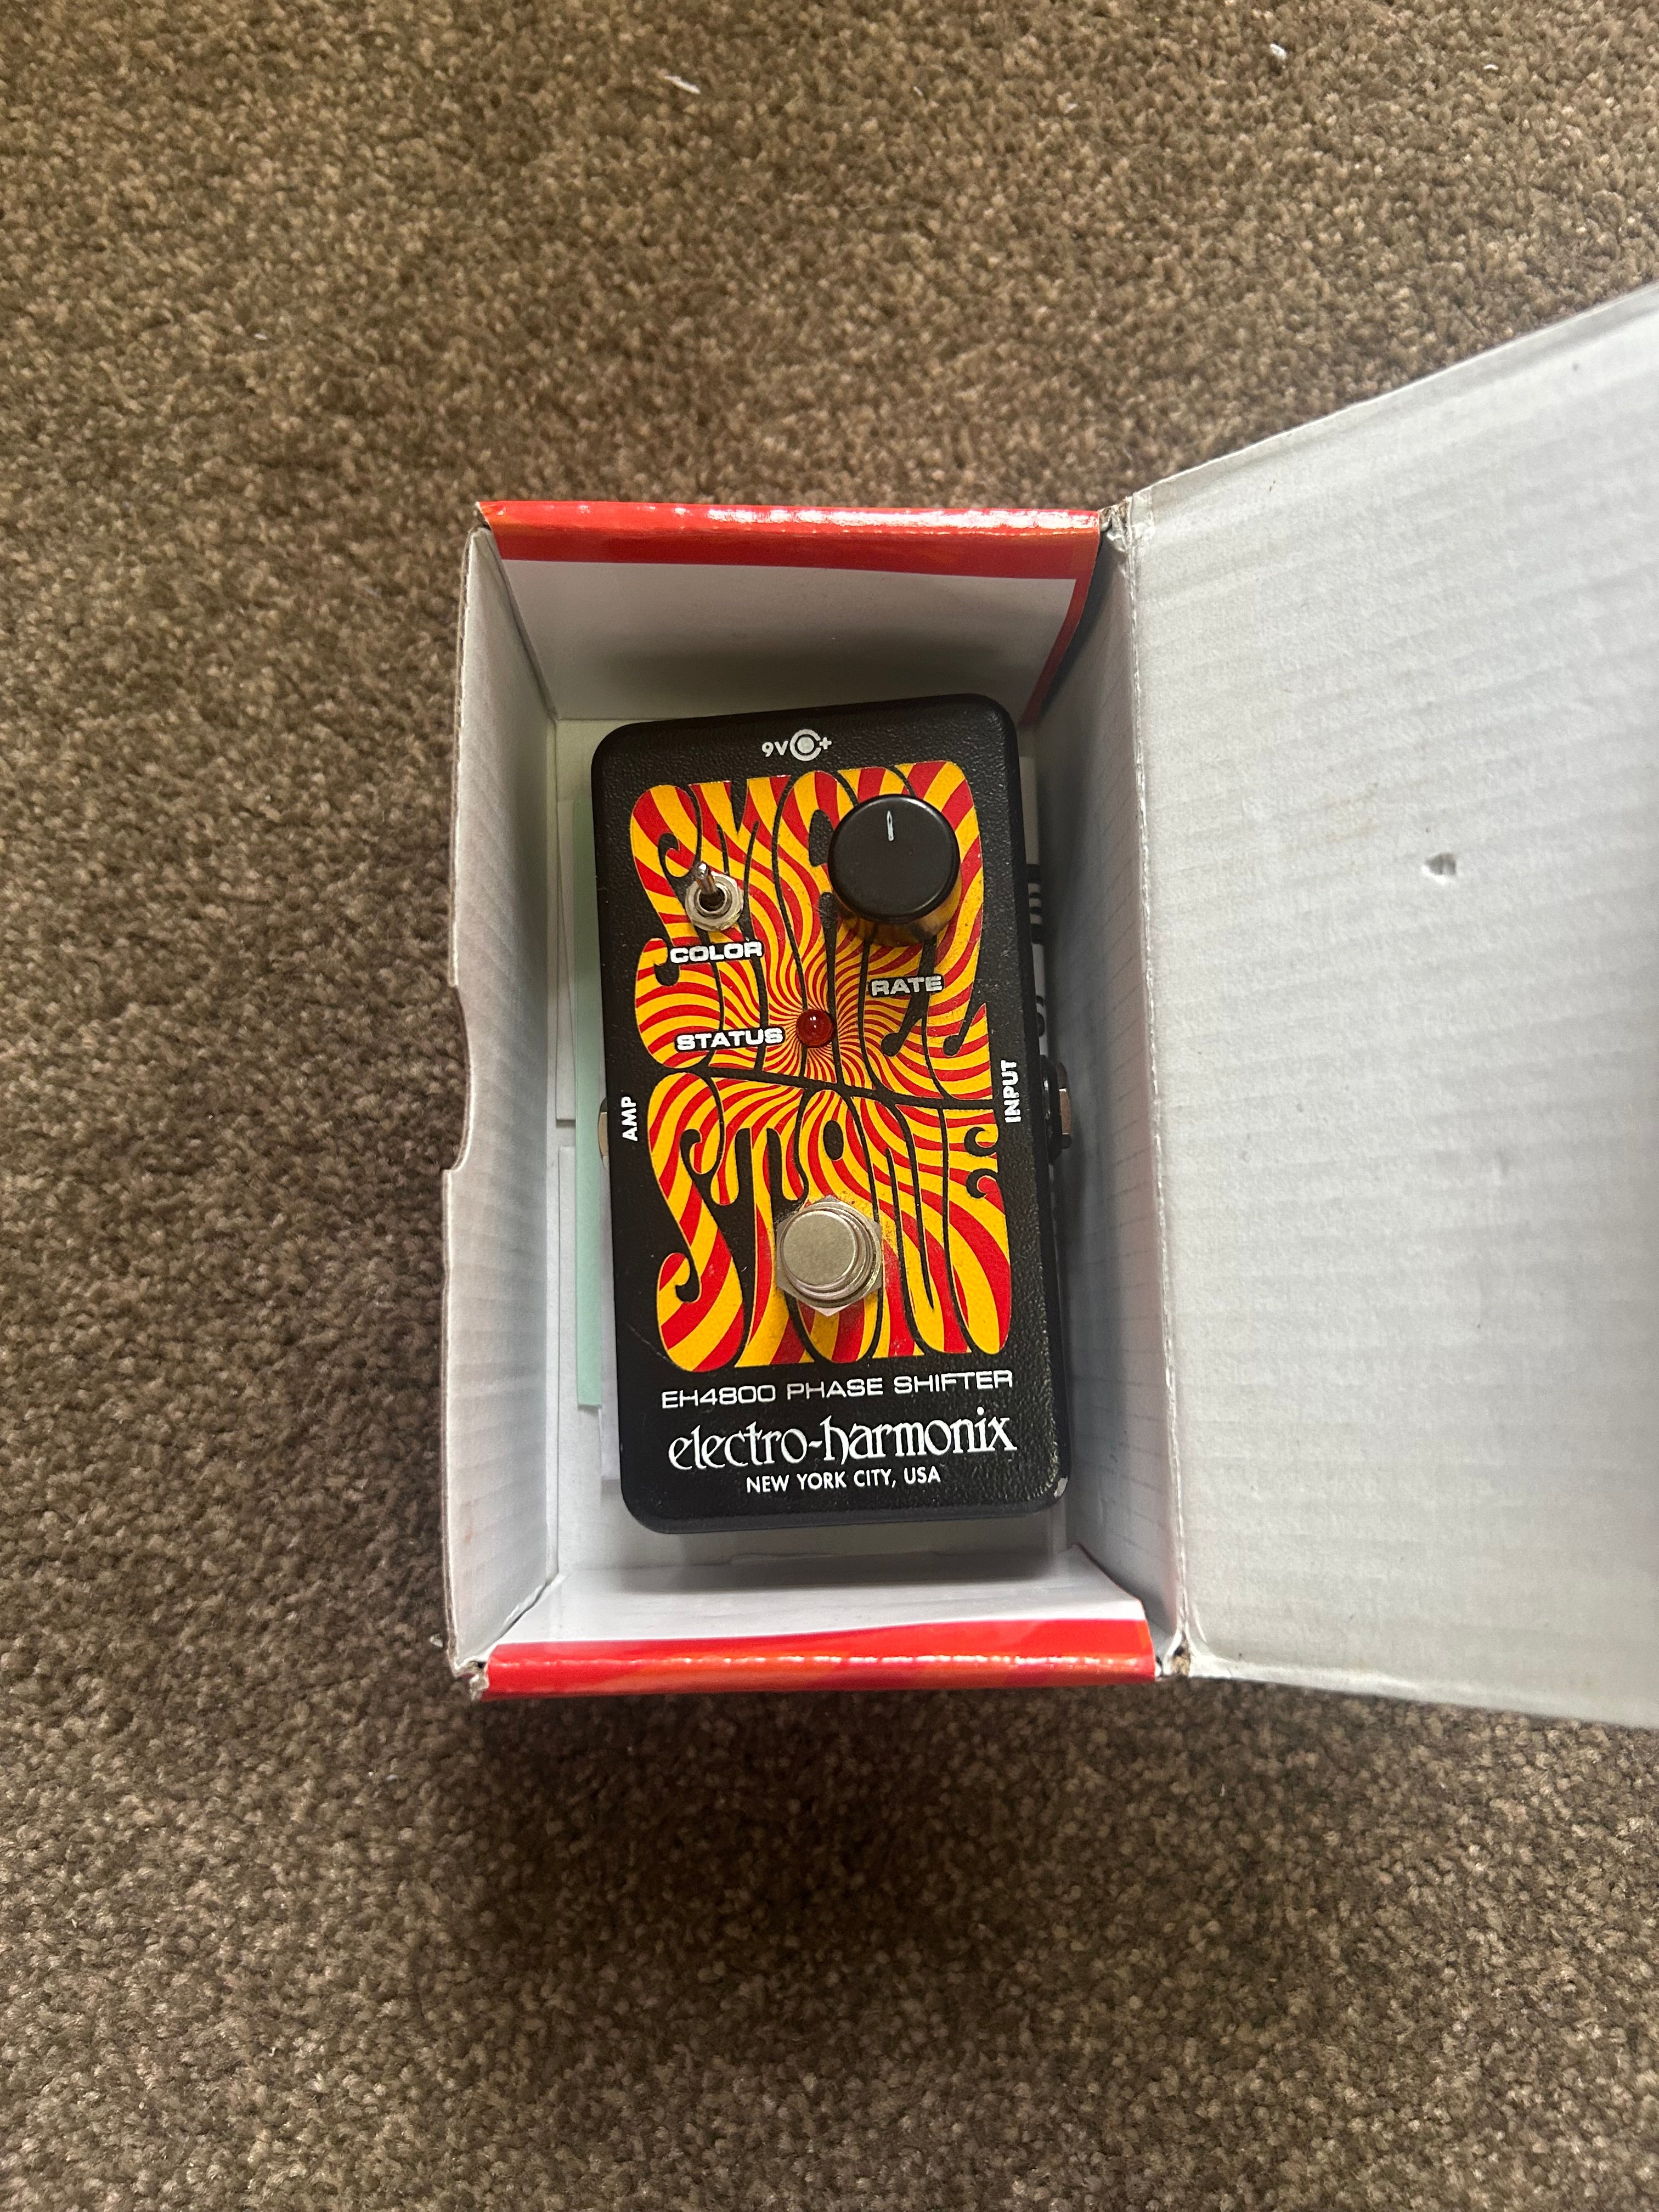 9V
SMALL
COLOR
RATE
STATUS
AMP
INPUT
STONE
EH4800 PHASE SHIFTER
electro-harmonix
NEW YORK CITY, USA